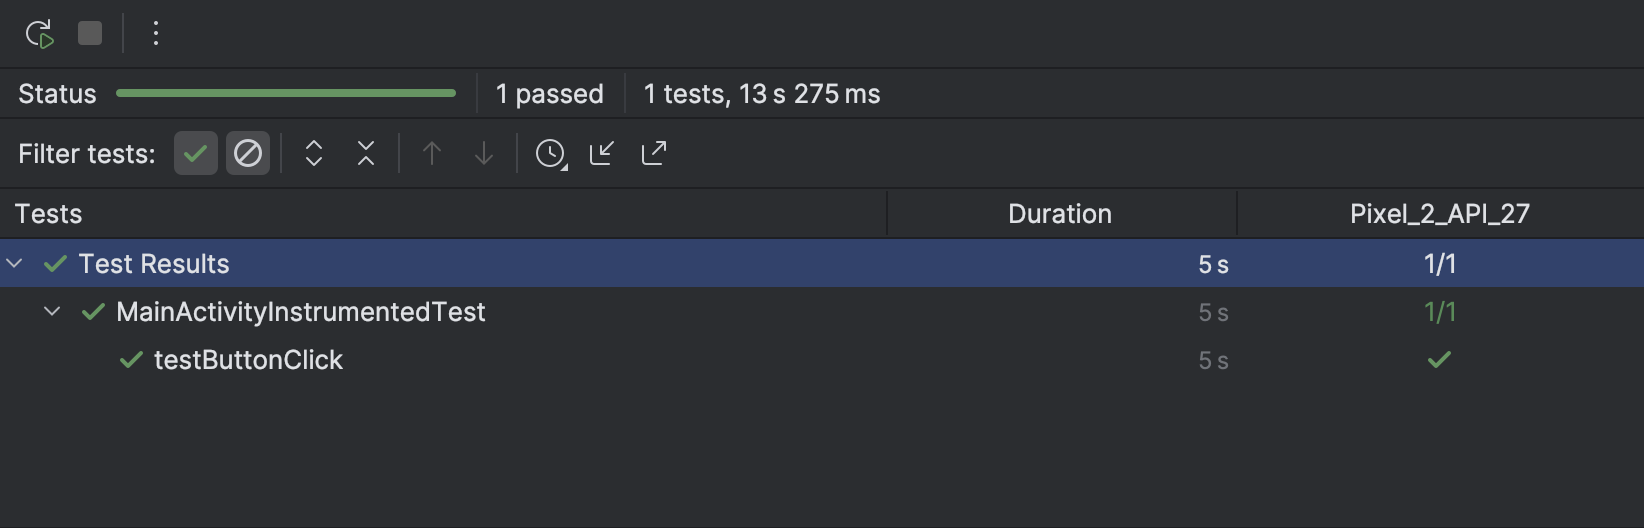 Status 1 passed 1 tests, 13 s 275 ms
Filter tests:
Tests Duration Pixel_2_API_27
Test Results 5 s 1/1
MainActivityInstrumentedTest 5 s 1/1
testButtonClick 5 s